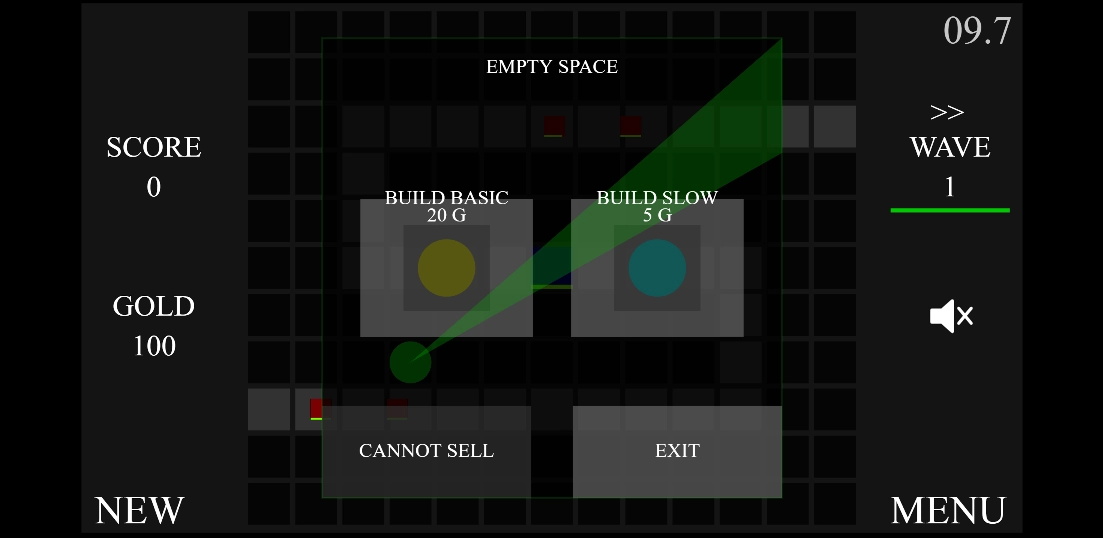 09.7
EMPTY SPACE
>>
SCORE
0
WAVE
1
BUILD BASIC
20 G
BUILD SLOW
5 G
GOLD
100
CANNOT SELL
EXIT
NEW
MENU